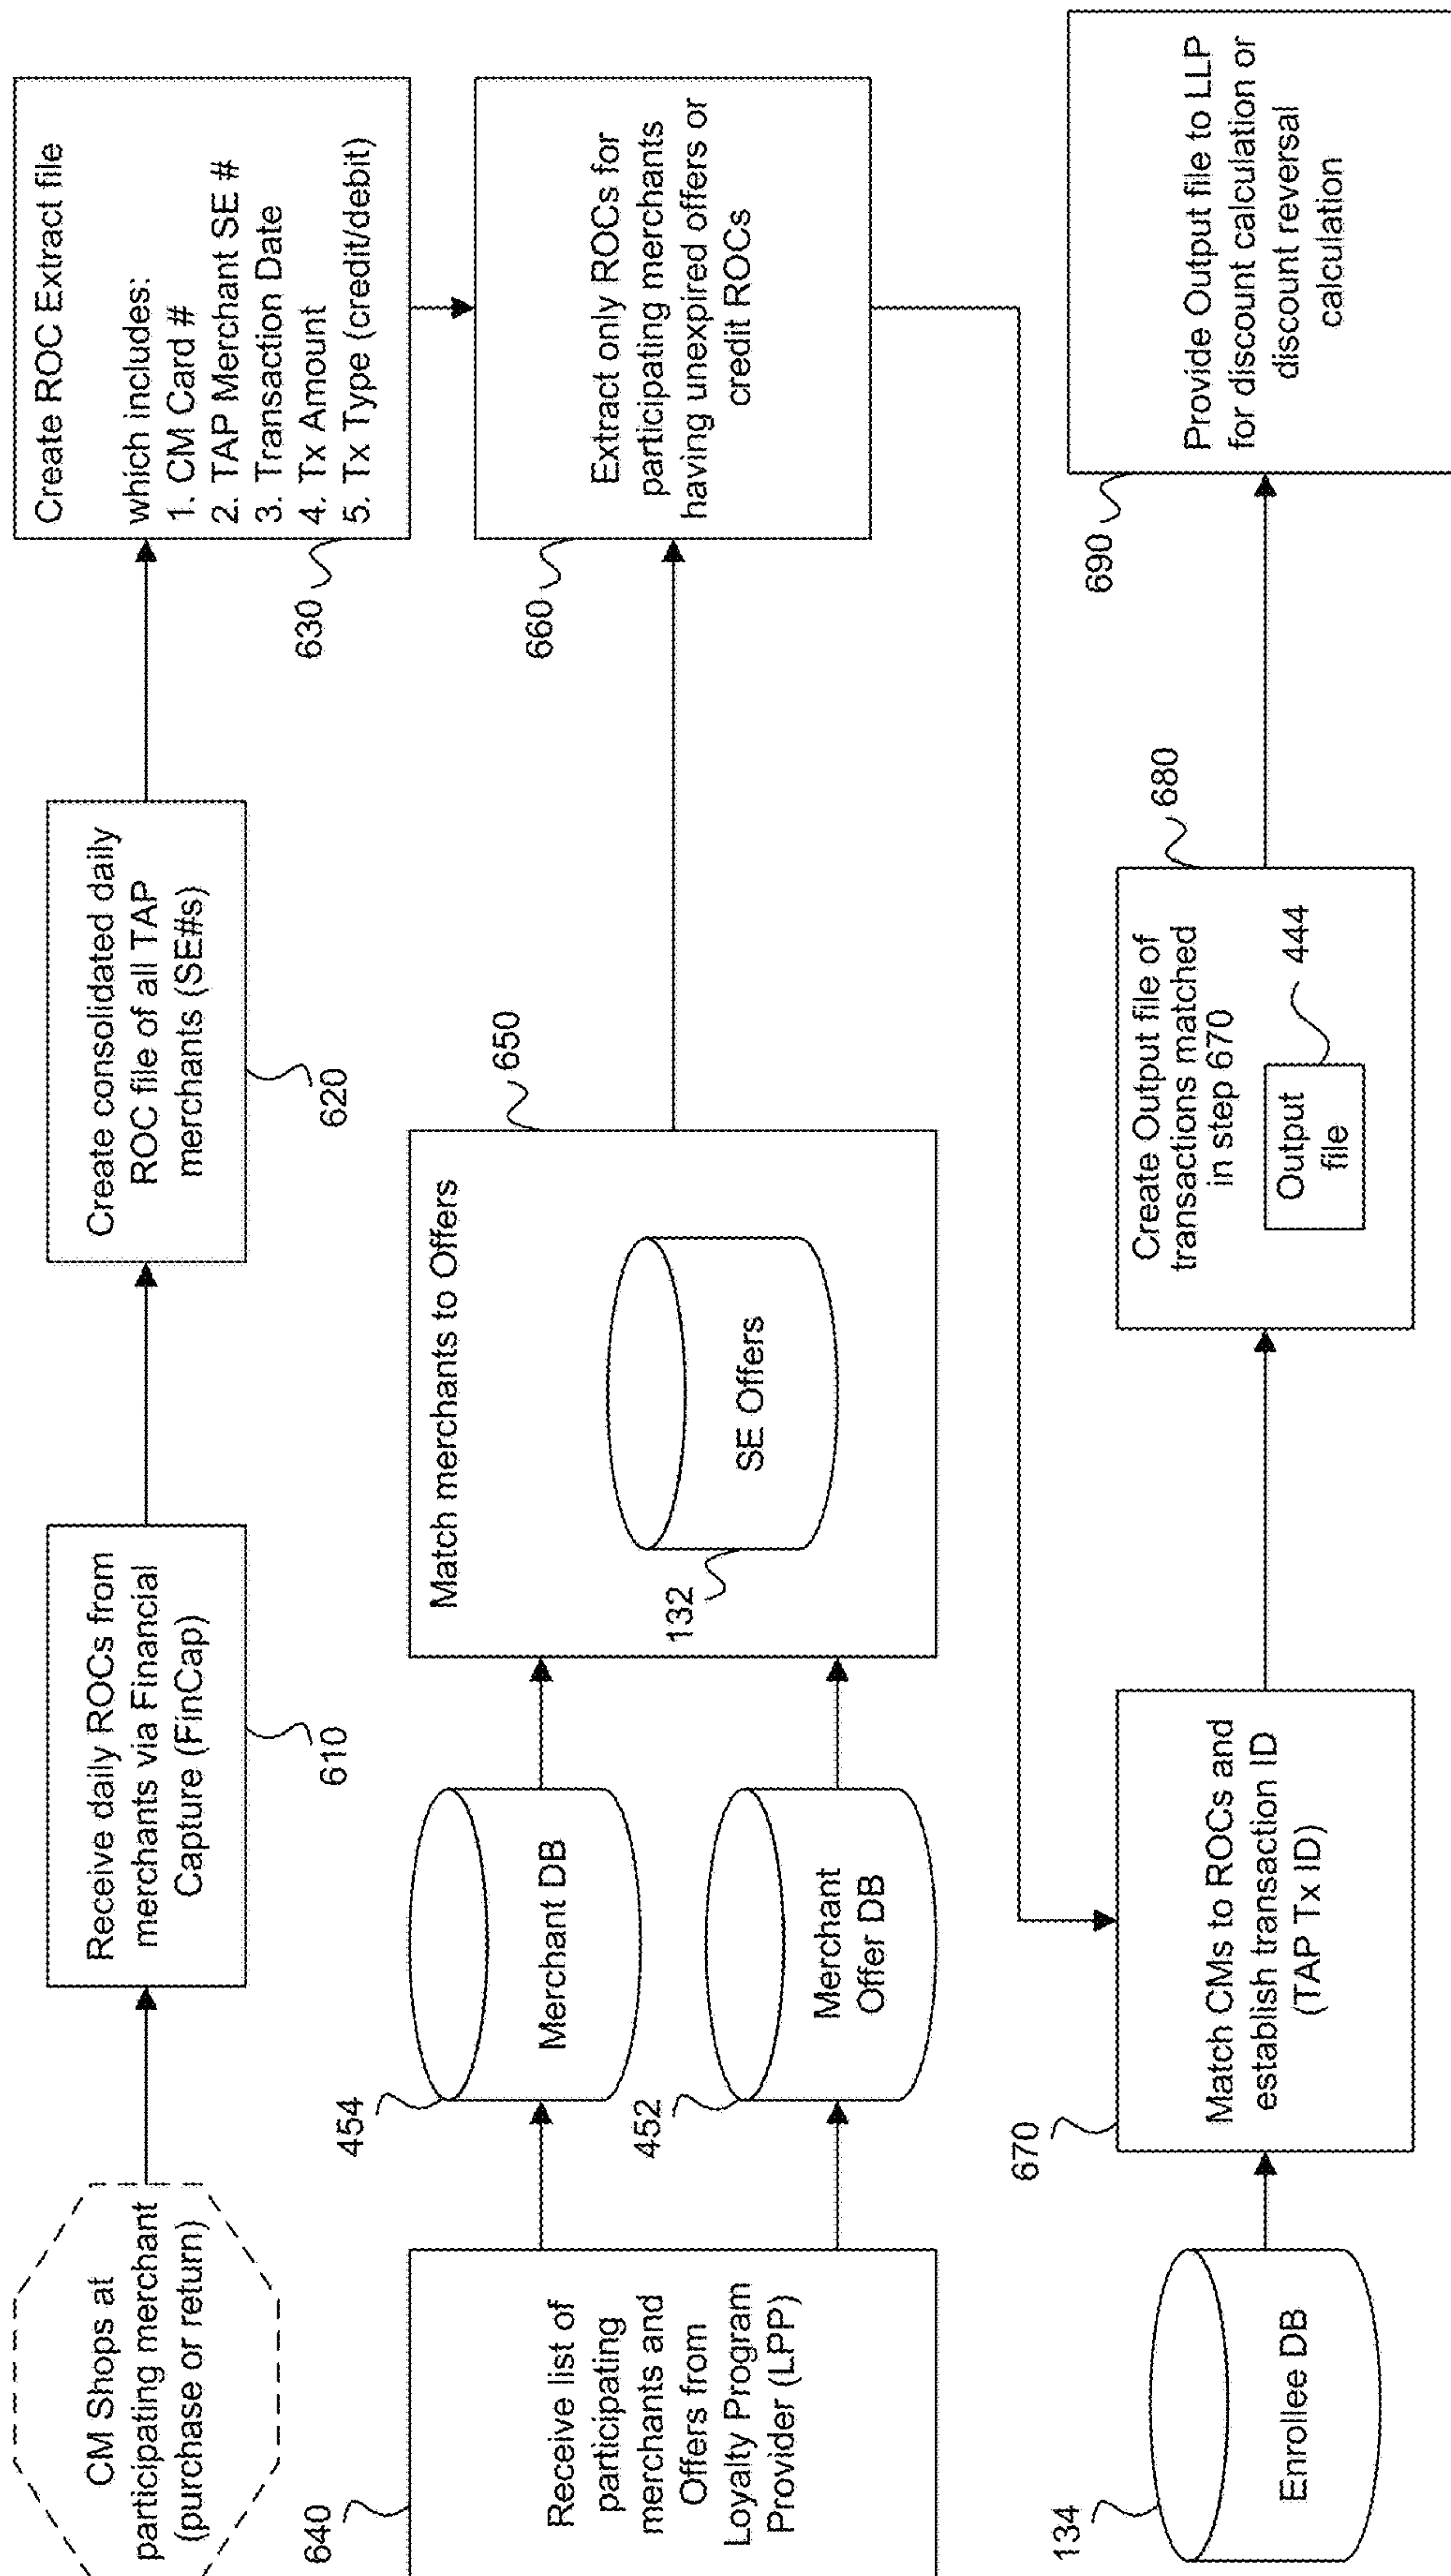 CM Shops at
participating merchant
(purchase or return)
Receive daily ROCs from
merchants via Financial
Capture (FinCap)
610
Create consolidated daily
ROC file of all TAP
merchants (SE#s)
620
Create ROC Extract file
which includes:
1. CM Card #
2. TAP Merchant SE #
3. Transaction Date
4. Tx Amount
5. Tx Type (credit/debit)
630
640
Receive list of
participating
merchants and
Offers from
Loyalty Program
Provider (LPP)
454
Merchant DB
452
Merchant
Offer DB
Match merchants to Offers
650
132
SE Offers
660
Extract only ROCs for
participating merchants
having unexpired offers or
credit ROCs
134
Enrollee DB
670
Match CMs to ROCs and
establish transaction ID
(TAP Tx ID)
680
Create Output file of
transactions matched
in step 670
Output
file
444
690
Provide Output file to LLP
for discount calculation or
discount reversal
calculation